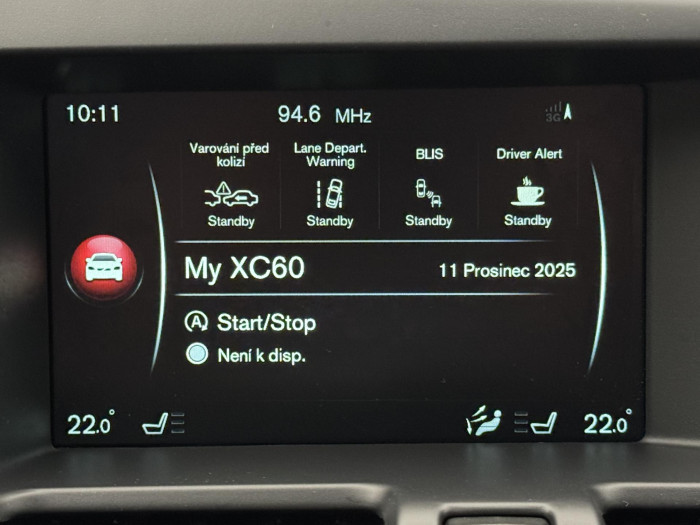 10:11 94.6 MHz 3G
Varování před Lane Depart. BLIS Driver Alert
kolizí Warning
Standby Standby Standby Standby
My XC60 11 Prosinec 2025
A Start/Stop
Není k disp.
22.0° 22.0°